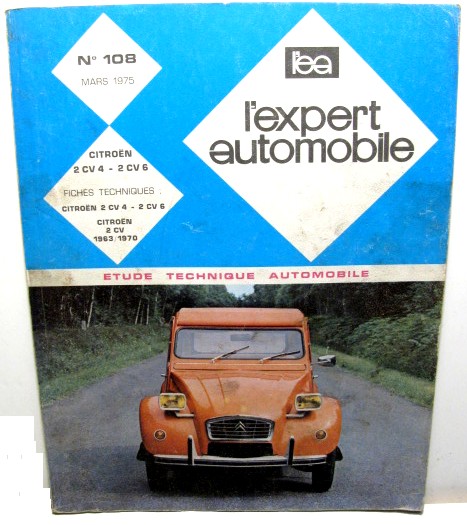 N° 108
MARS 1975
l'ea
l'expert
automobile
CITROËN
2 CV 4 - 2 CV 6
FICHES TECHNIQUES :
CITROËN 2 CV 4 - 2 CV 6
CITROËN
2 CV
1963/1970
ETUDE TECHNIQUE AUTOMOBILE